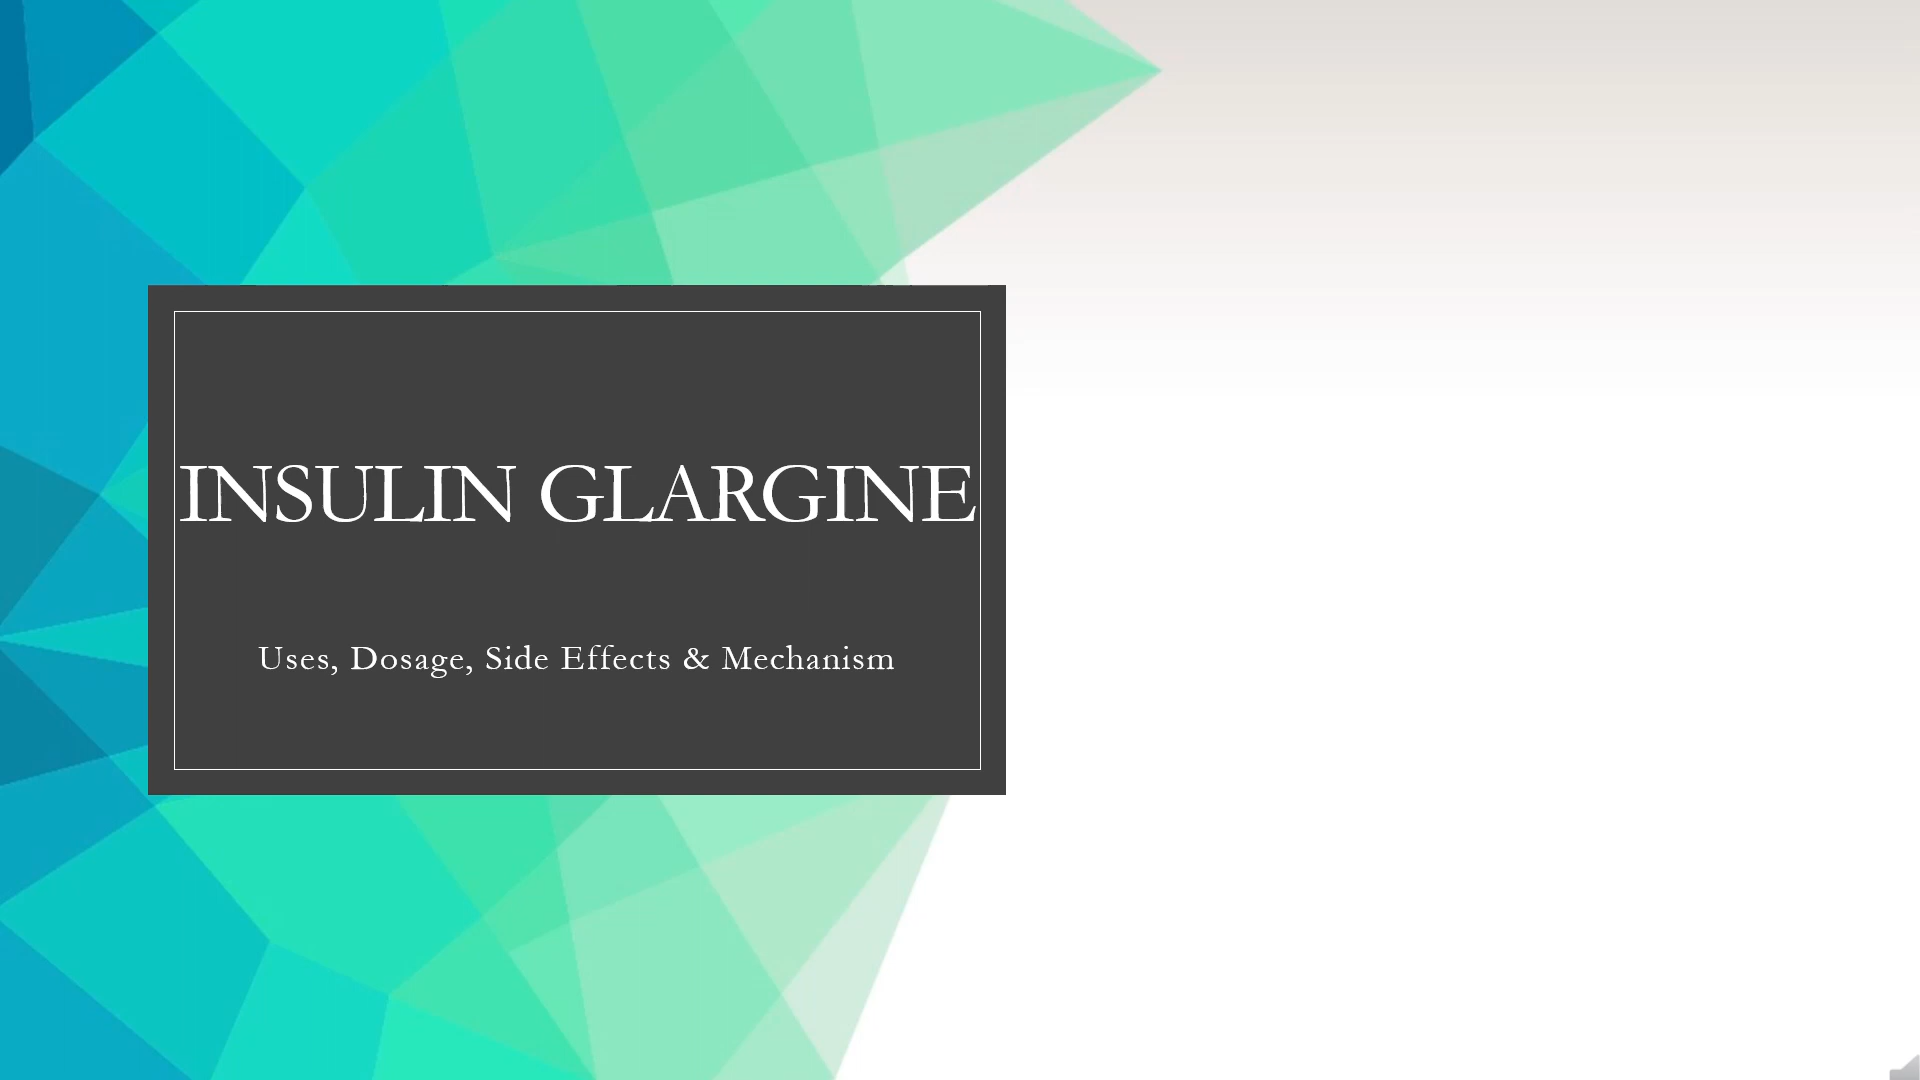 INSULIN GLARGINE
Uses, Dosage, Side Effects & Mechanism